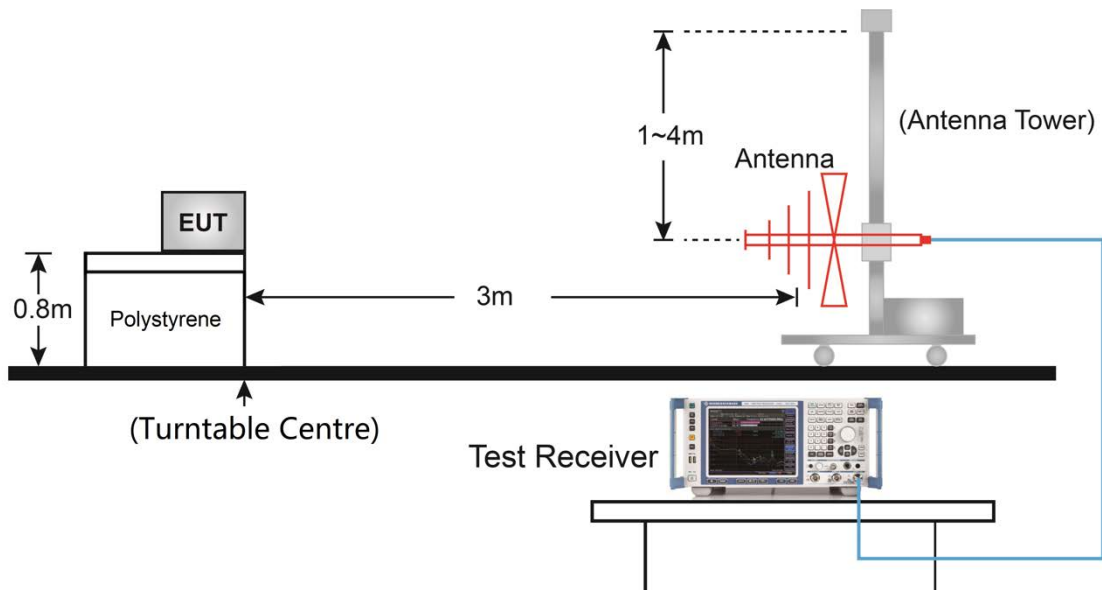 1~4m
(Antenna Tower)
Antenna
EUT
0.8m
Polystyrene
3m
(Turntable Centre)
Test Receiver